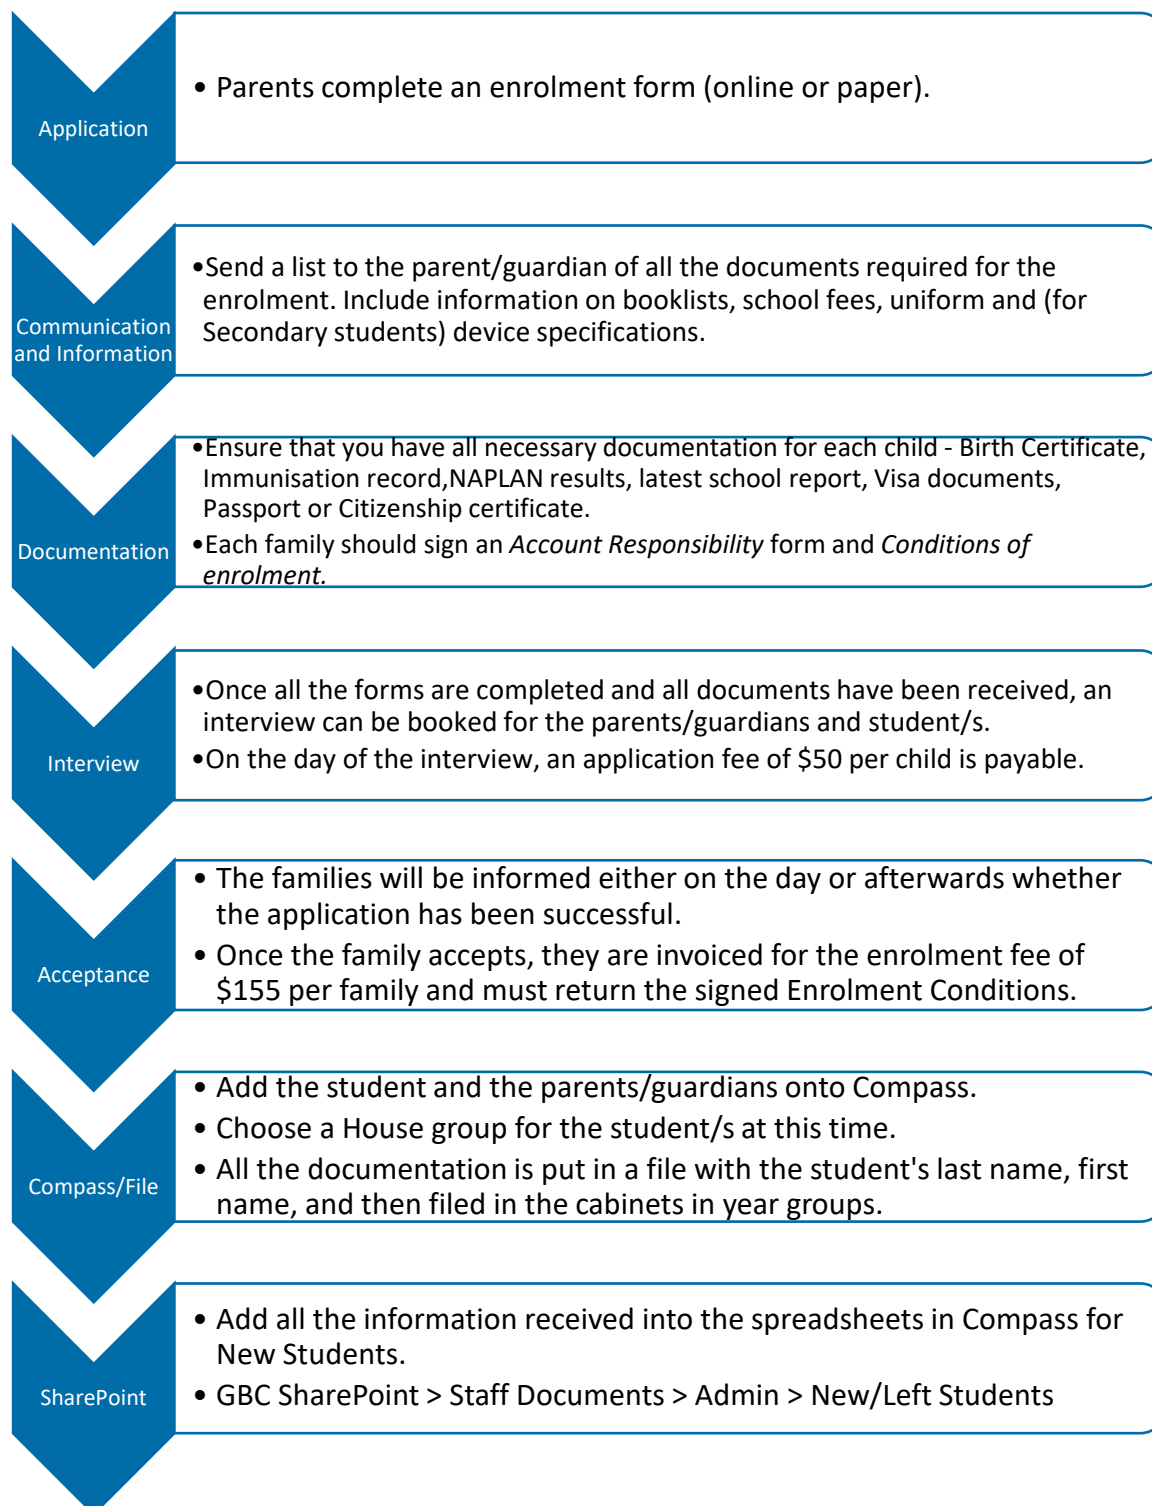 Application
• Parents complete an enrolment form (online or paper).
Communication
and Information
•Send a list to the parent/guardian of all the documents required for the
enrolment. Include information on booklists, school fees, uniform and (for
Secondary students) device specifications.
Documentation
•Ensure that you have all necessary documentation for each child - Birth Certificate,
Immunisation record,NAPLAN results, latest school report, Visa documents,
Passport or Citizenship certificate.
•Each family should sign an Account Responsibility form and Conditions of
enrolment.
Interview
•Once all the forms are completed and all documents have been received, an
interview can be booked for the parents/guardians and student/s.
•On the day of the interview, an application fee of $50 per child is payable.
Acceptance
• The families will be informed either on the day or afterwards whether
the application has been successful.
• Once the family accepts, they are invoiced for the enrolment fee of
$155 per family and must return the signed Enrolment Conditions.
Compass/File
• Add the student and the parents/guardians onto Compass.
• Choose a House group for the student/s at this time.
• All the documentation is put in a file with the student's last name, first
name, and then filed in the cabinets in year groups.
SharePoint
• Add all the information received into the spreadsheets in Compass for
New Students.
• GBC SharePoint > Staff Documents > Admin > New/Left Students